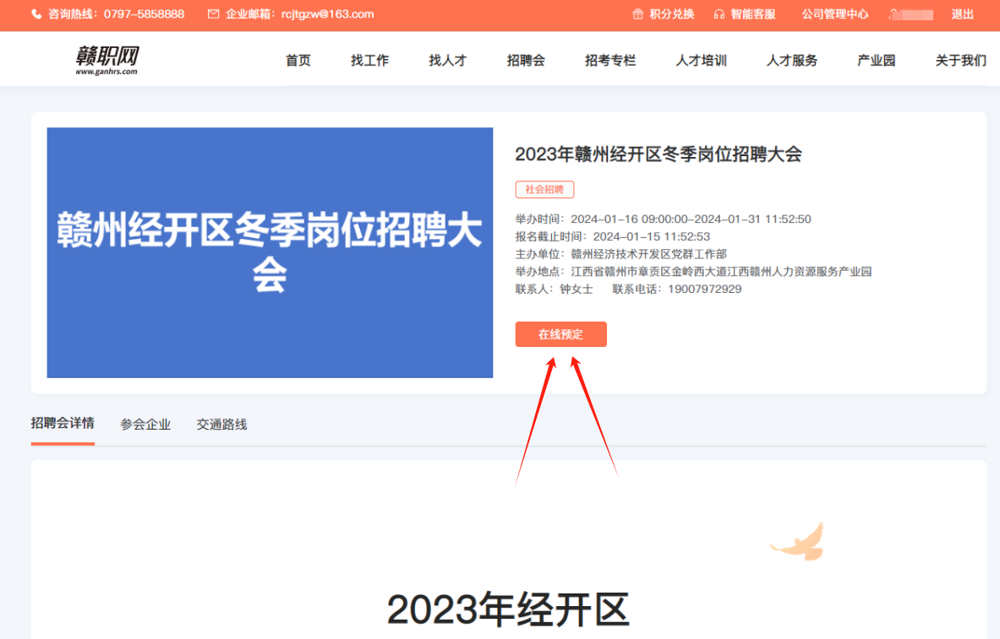 咨询热线：0797-5858888 企业邮箱：rcjtgzw@163.com 积分兑换 智能客服 公司管理中心 退出
赣职网
www.ganhrs.com
首页 找工作 找人才 招聘会 招考专栏 人才培训 人才服务 产业园 关于我们
赣州经开区冬季岗位招聘大
会
2023年赣州经开区冬季岗位招聘大会
社会招聘
举办时间：2024-01-16 09:00:00-2024-01-31 11:52:50
报名截止时间：2024-01-15 11:52:53
主办单位：赣州经济技术开发区党群工作部
举办地点：江西省赣州市章贡区金岭西大道江西赣州人力资源服务产业园
联系人：钟女士 联系电话：19007972929
在线预定
招聘会详情 参会企业 交通路线
2023年经开区